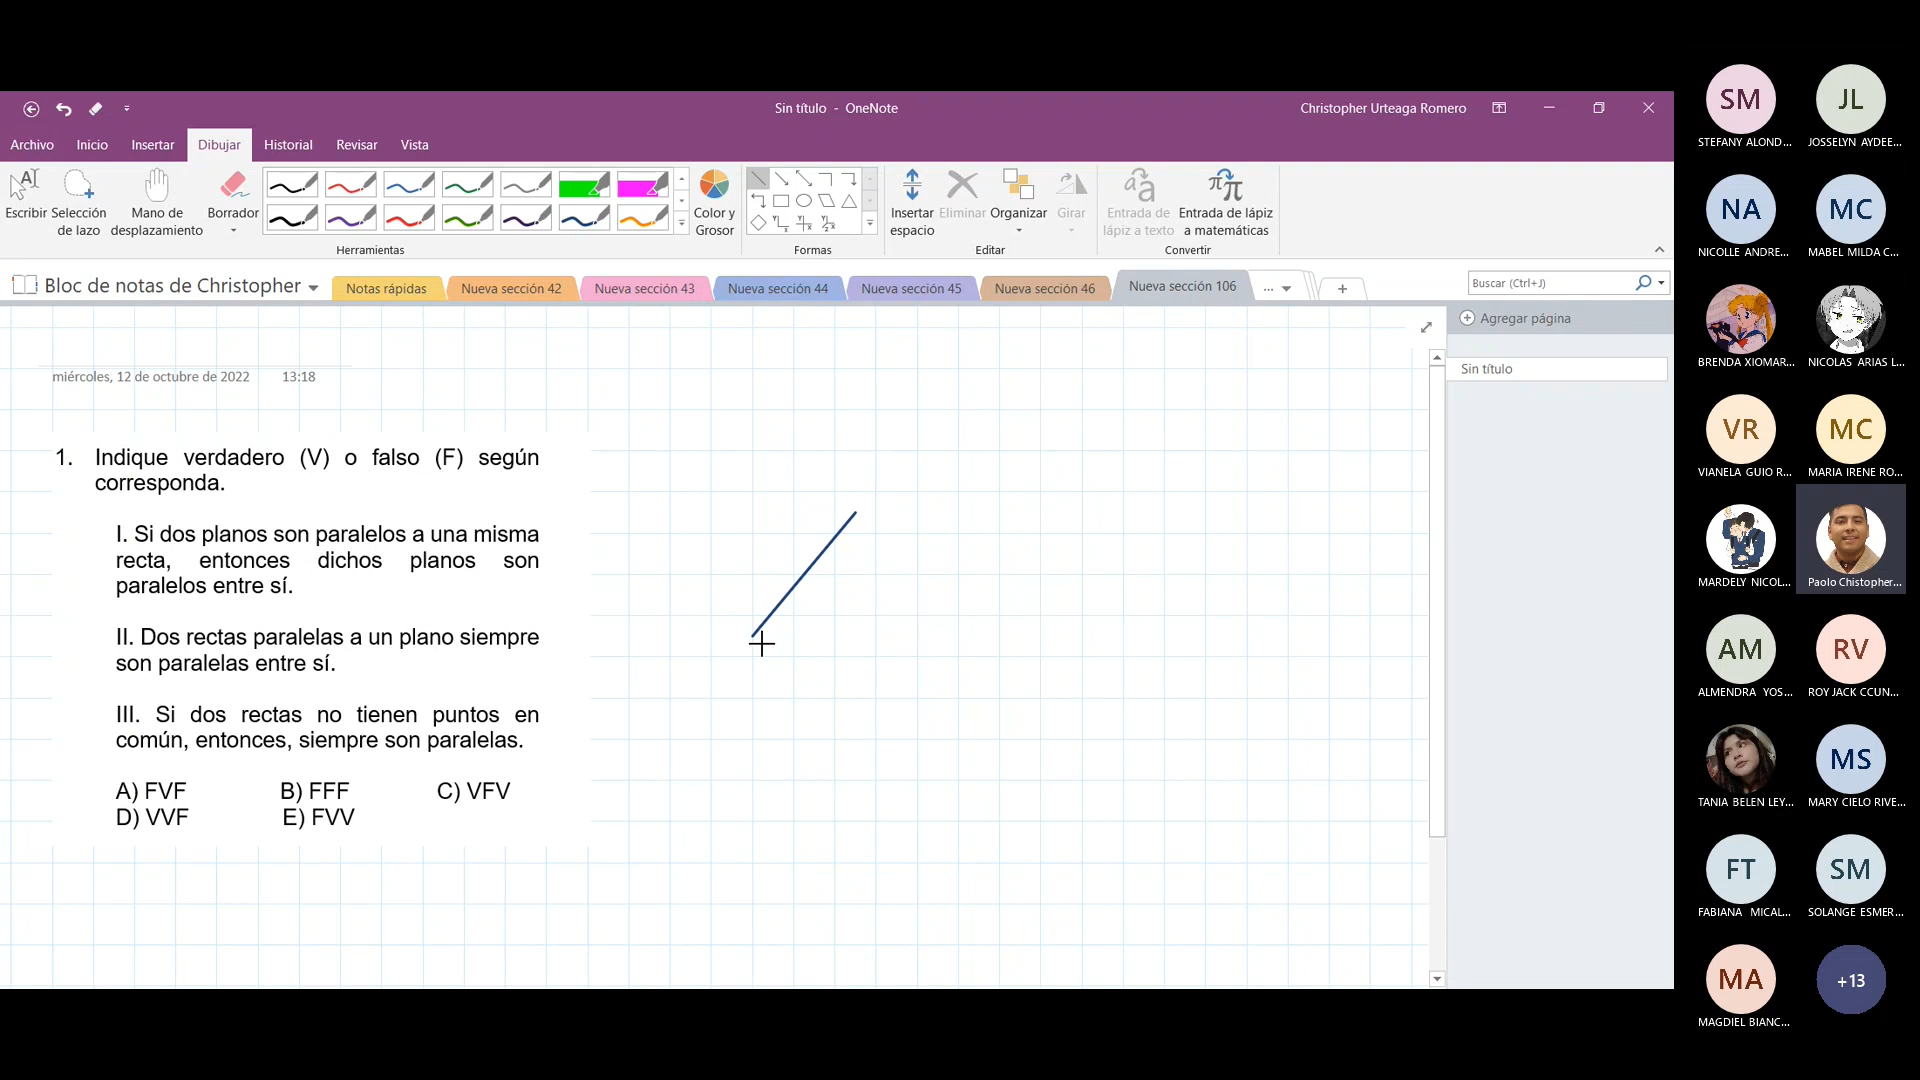 Sin título - OneNote
Christopher Urteaga Romero
Archivo Inicio Insertar Dibujar Historial Revisar Vista
Escribir
Selección de lazo
Mano de desplazamiento
Borrador
Herramientas
Color y Grosor
Formas
Insertar espacio
Eliminar
Organizar
Girar
Editar
Entrada de lápiz a texto
Entrada de lápiz a matemáticas
Convertir
Bloc de notas de Christopher
Notas rápidas
Nueva sección 42
Nueva sección 43
Nueva sección 44
Nueva sección 45
Nueva sección 46
Nueva sección 106
...
Buscar (Ctrl+J)
Agregar página
Sin título
miércoles, 12 de octubre de 2022 13:18
1. Indique verdadero (V) o falso (F) según
corresponda.
I. Si dos planos son paralelos a una misma
recta, entonces dichos planos son
paralelos entre sí.
II. Dos rectas paralelas a un plano siempre
son paralelas entre sí.
III. Si dos rectas no tienen puntos en
común, entonces, siempre son paralelas.
A) FVF B) FFF C) VFV
D) VVF E) FVV
SM JL
STEFANY ALOND... JOSSELYN AYDEE...
NA MC
NICOLLE ANDRE... MABEL MILDA C...
BRENDA XIOMAR... NICOLAS ARIAS L...
VR MC
VIANELA GUIO R... MARIA IRENE RO...
MARDELY NICOL... Paolo Chistopher...
AM RV
ALMENDRA YOS... ROY JACK CCUN...
MS
TANIA BELEN LEY... MARY CIELO RIVE...
FT SM
FABIANA MICAL... SOLANGE ESMER...
MA +13
MAGDIEL BIANC...